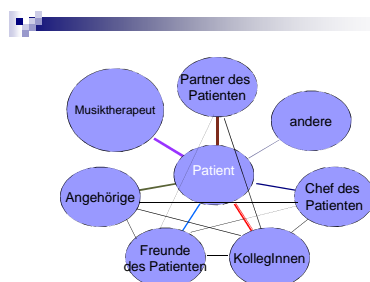 Partner des
Patienten
Musiktherapeut
andere
Patient
Angehörige
Chef des
Patienten
Freunde
des Patienten
KollegInnen